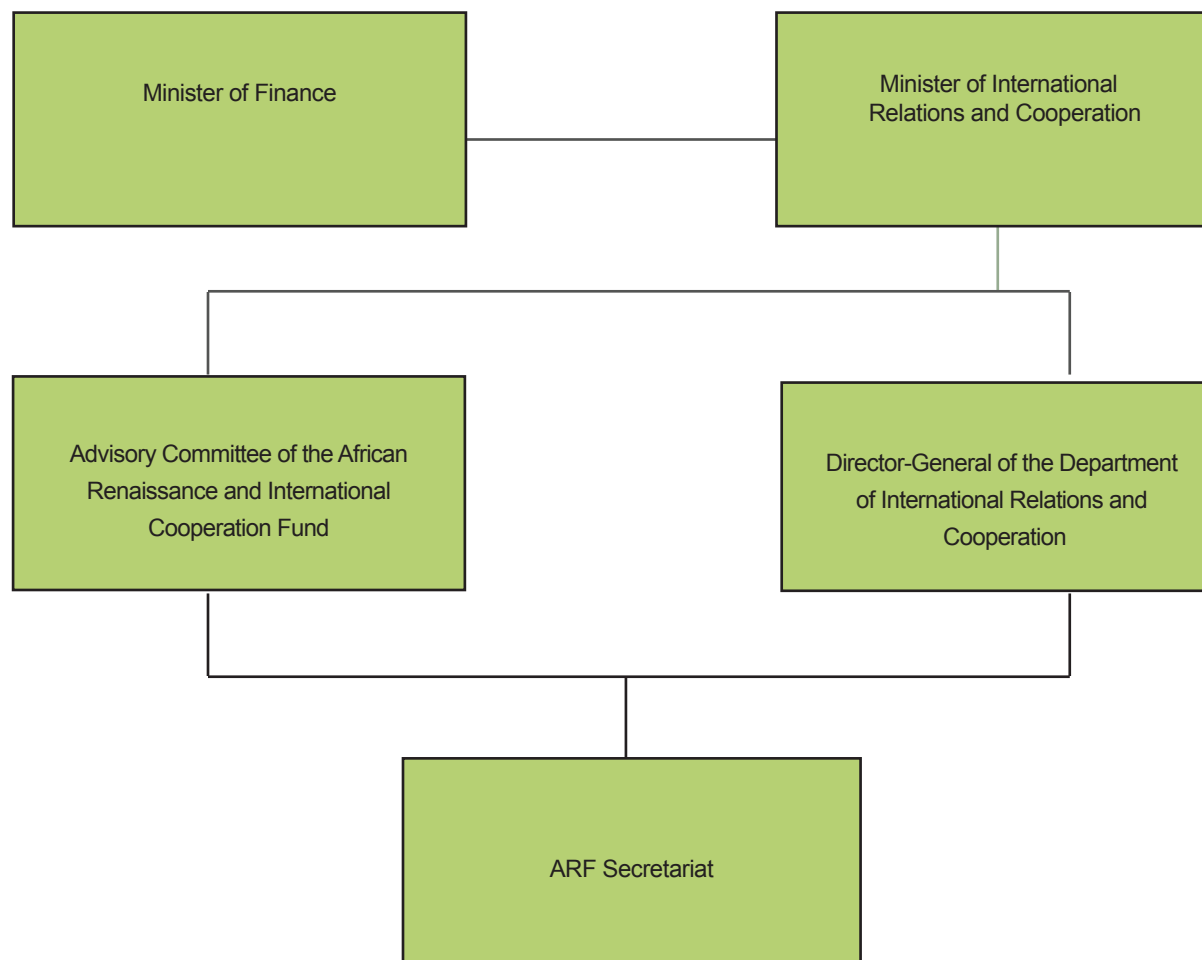 Minister of Finance
Minister of International
Relations and Cooperation
Advisory Committee of the African
Renaissance and International
Cooperation Fund
Director-General of the Department
of International Relations and
Cooperation
ARF Secretariat